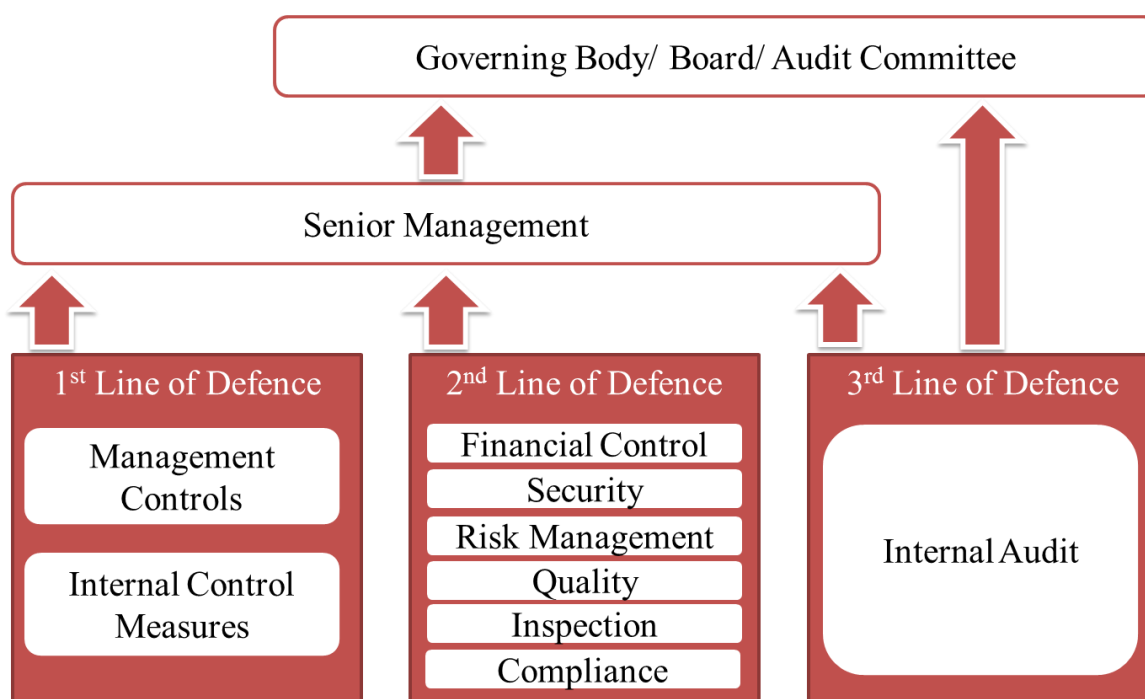 Governing Body/ Board/ Audit Committee
Senior Management
1st Line of Defence
Management
Controls
Internal Control
Measures
2nd Line of Defence
Financial Control
Security
Risk Management
Quality
Inspection
Compliance
3rd Line of Defence
Internal Audit